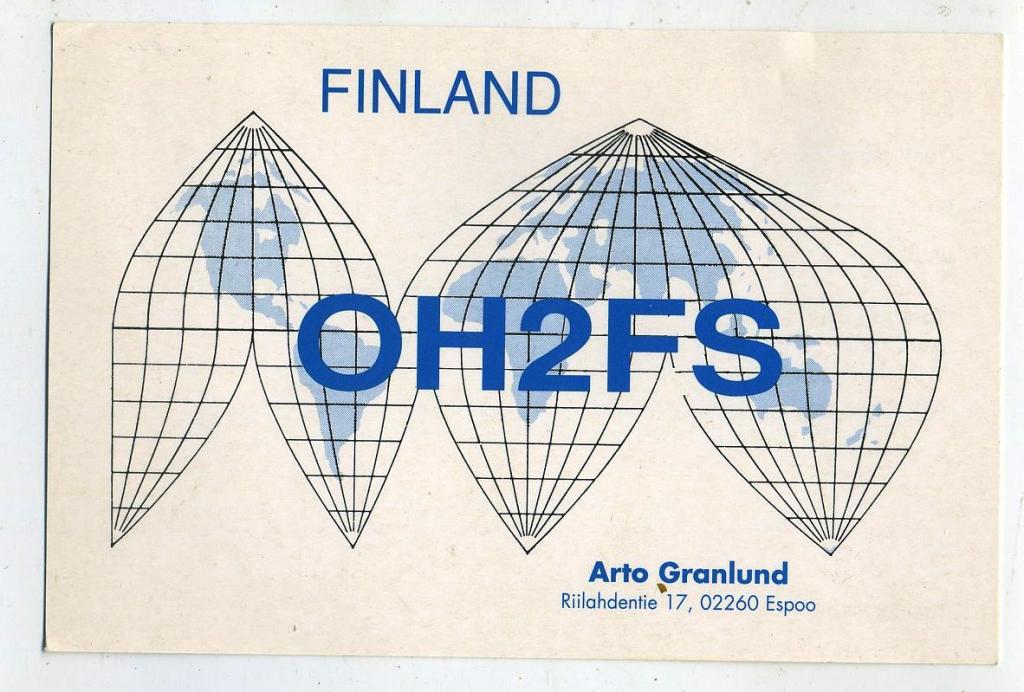 FINLAND
OH2FS
Arto Granlund
Riilahdentie 17, 02260 Espoo